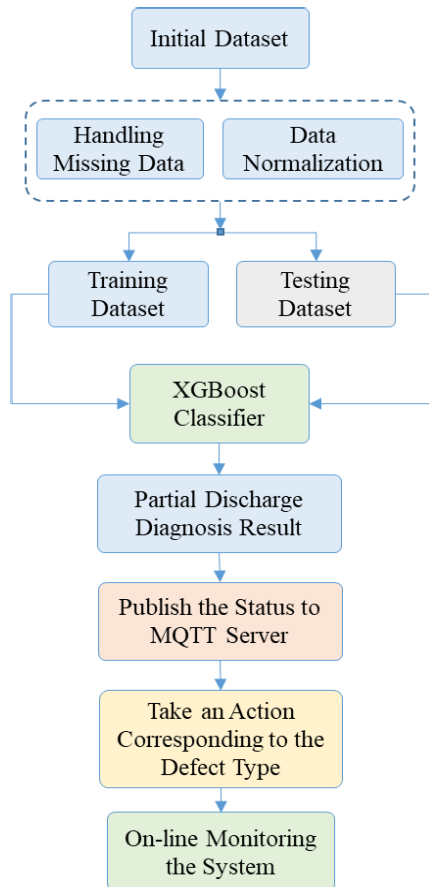 Initial Dataset
Handling
Missing Data
Data
Normalization
Training
Dataset
Testing
Dataset
XGBoost
Classifier
Partial Discharge
Diagnosis Result
Publish the Status to
MQTT Server
Take an Action
Corresponding to the
Defect Type
On-line Monitoring
the System